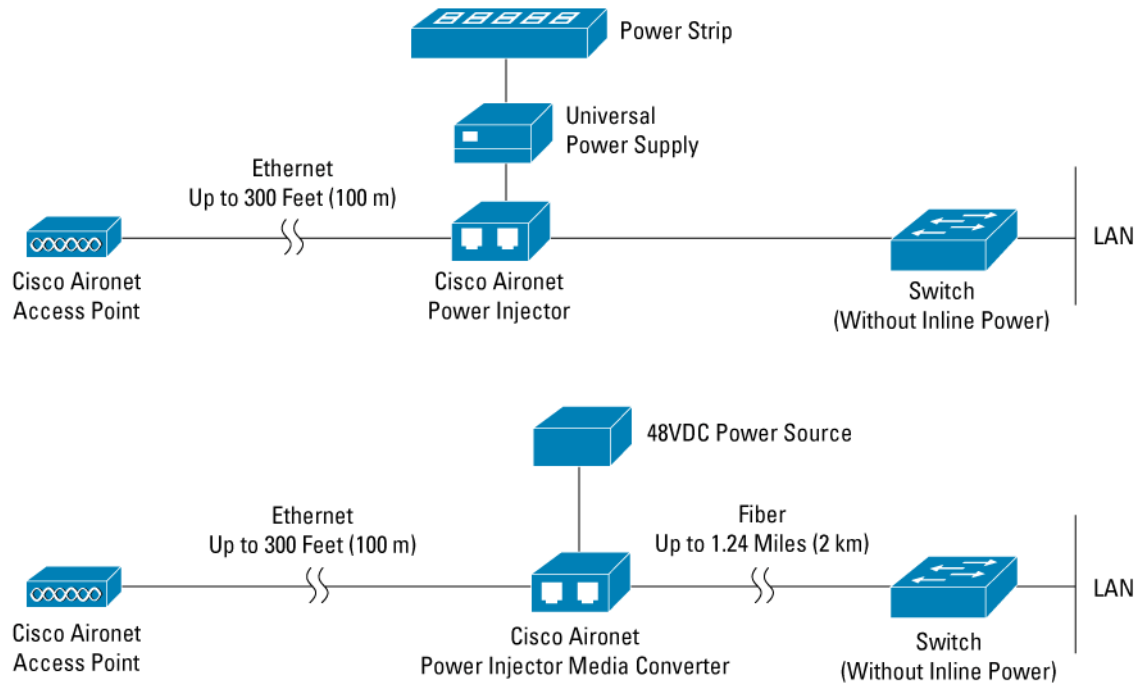 Power Strip
Universal
Power Supply
Ethernet
Up to 300 Feet (100 m)
LAN
Cisco Aironet
Access Point
Cisco Aironet
Power Injector
Switch
(Without Inline Power)
48VDC Power Source
Ethernet
Up to 300 Feet (100 m)
Fiber
Up to 1.24 Miles (2 km)
LAN
Cisco Aironet
Access Point
Cisco Aironet
Power Injector Media Converter
Switch
(Without Inline Power)